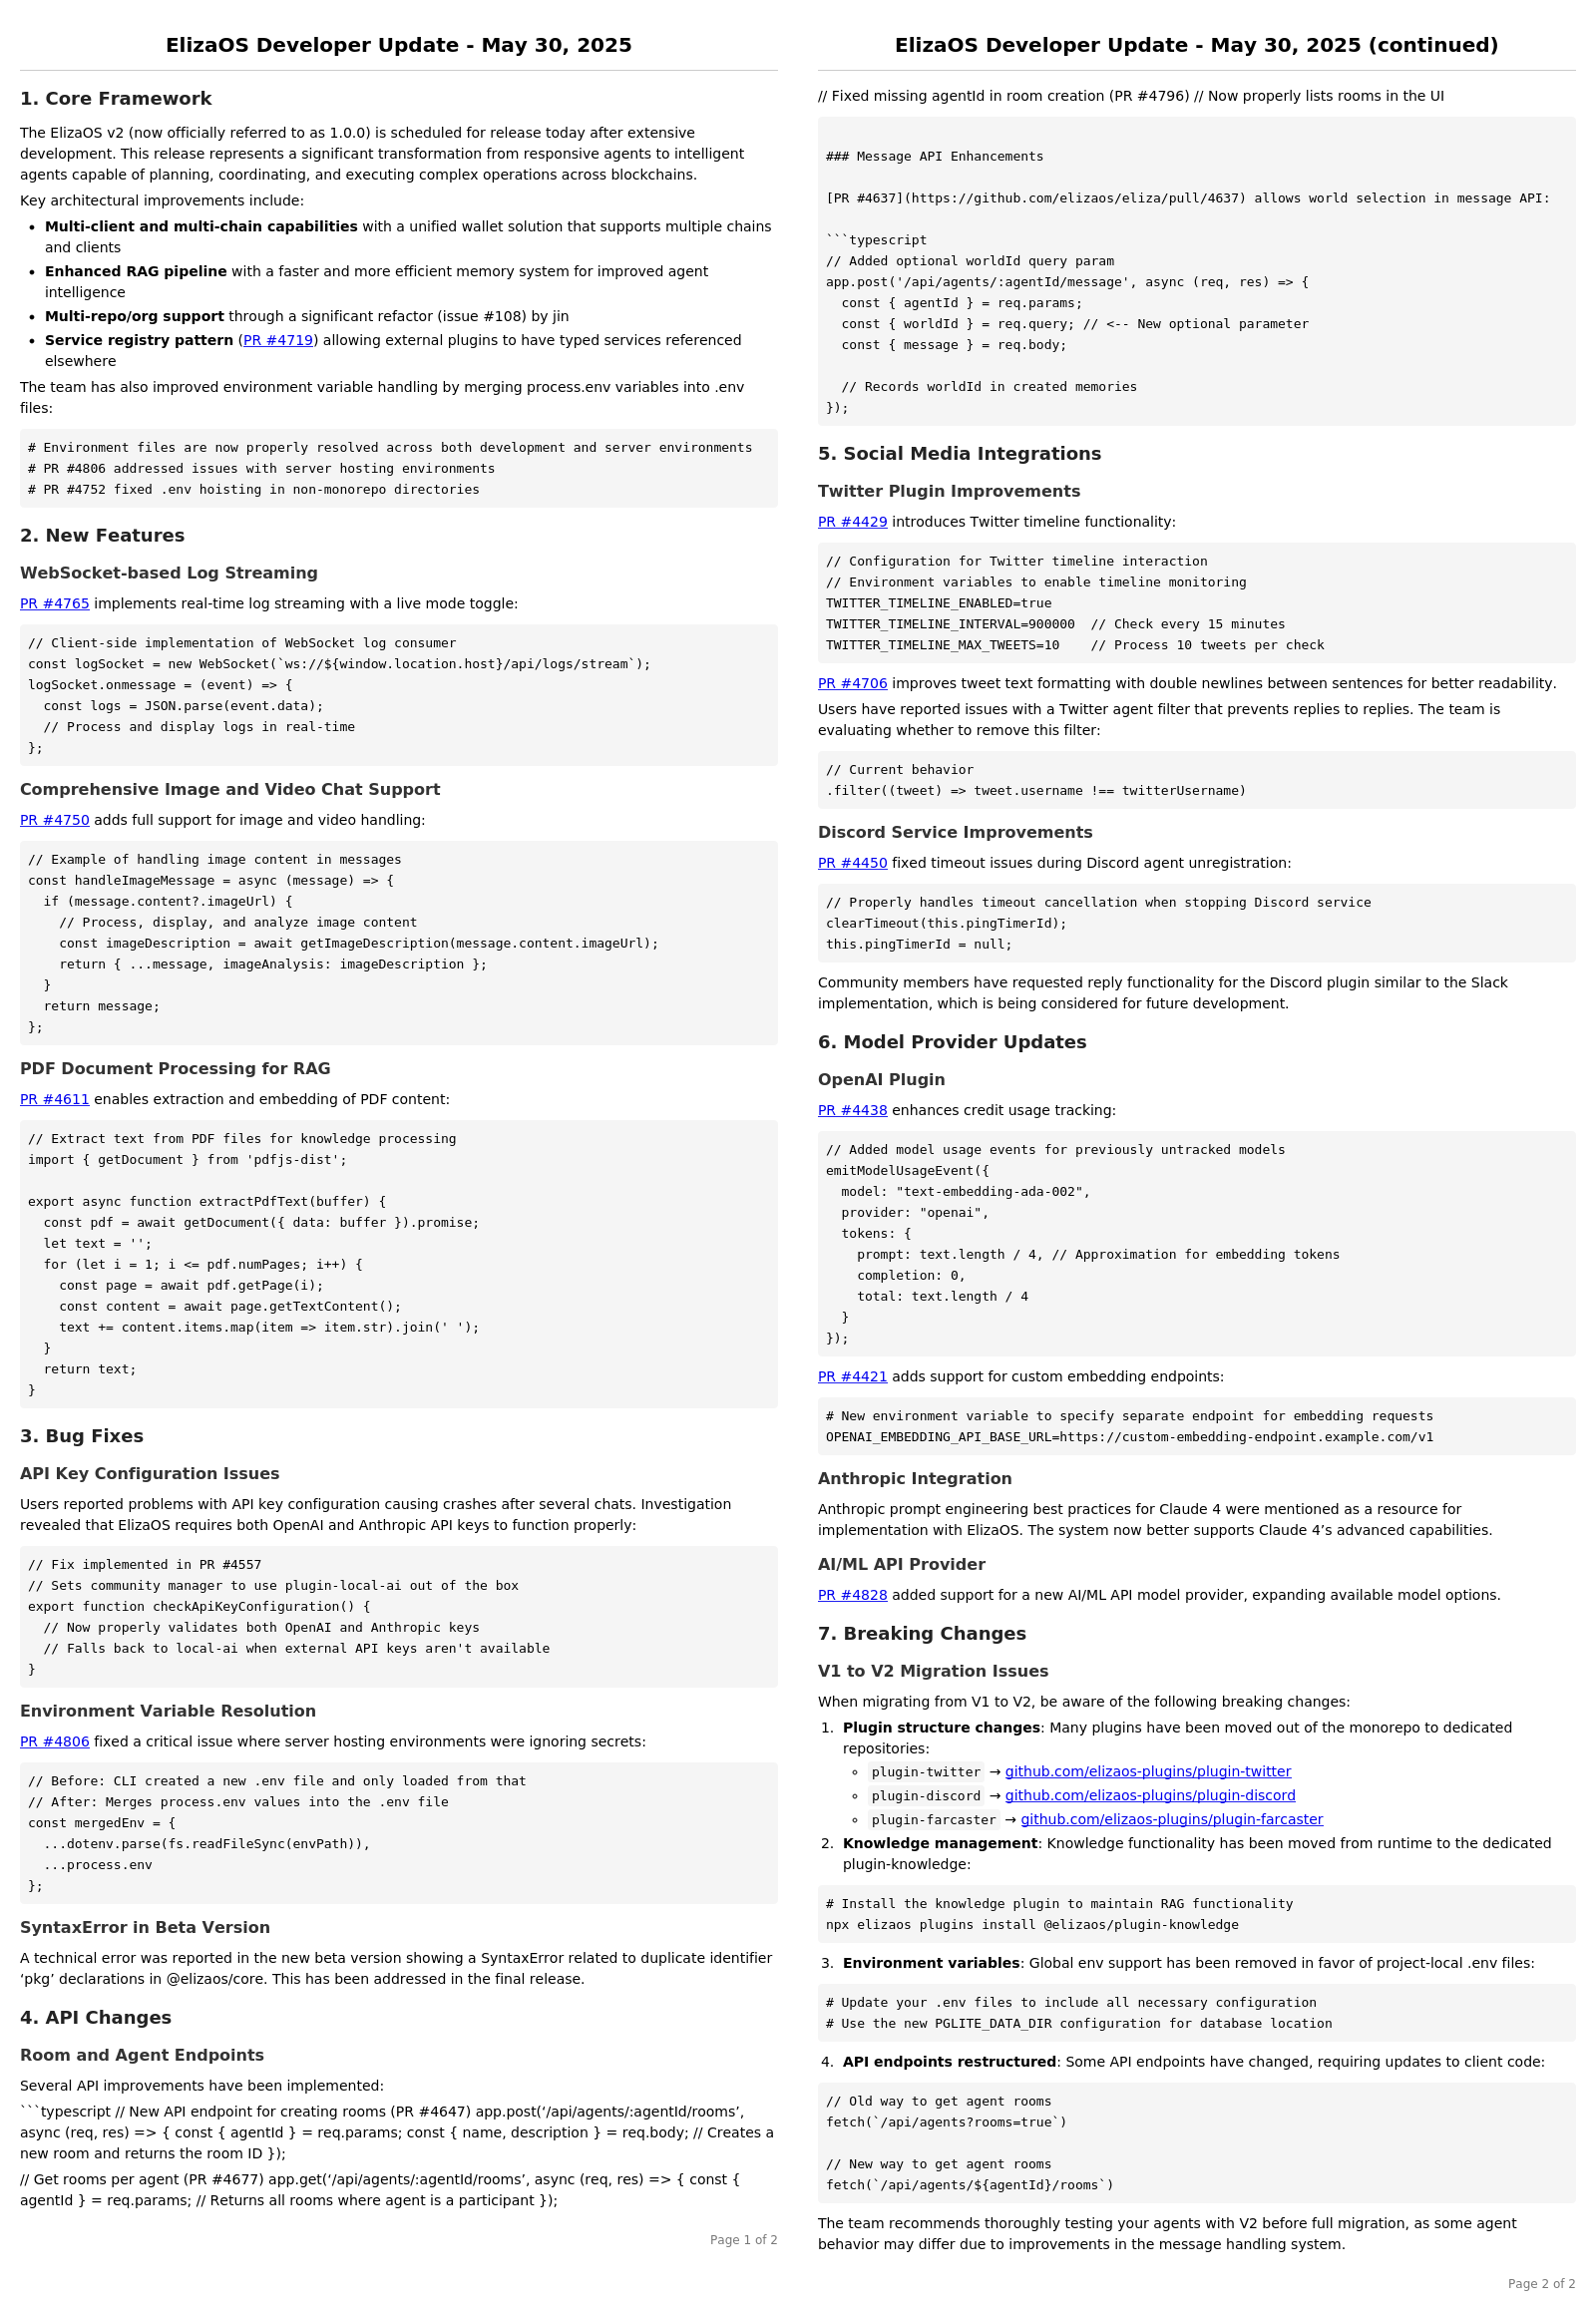 ElizaOS Developer Update - May 30, 2025
1. Core Framework
The ElizaOS v2 (now officially referred to as 1.0.0) is scheduled for release today after extensive
development. This release represents a significant transformation from responsive agents to intelligent
agents capable of planning, coordinating, and executing complex operations across blockchains.
Key architectural improvements include:
• Multi-client and multi-chain capabilities with a unified wallet solution that supports multiple chains
and clients
• Enhanced RAG pipeline with a faster and more efficient memory system for improved agent
intelligence
• Multi-repo/org support through a significant refactor (issue #108) by jin
• Service registry pattern (PR #4719) allowing external plugins to have typed services referenced
elsewhere
The team has also improved environment variable handling by merging process.env variables into .env
files:
# Environment files are now properly resolved across both development and server environments
# PR #4806 addressed issues with server hosting environments
# PR #4752 fixed .env hoisting in non-monorepo directories
2. New Features
WebSocket-based Log Streaming
PR #4765 implements real-time log streaming with a live mode toggle:
// Client-side implementation of WebSocket log consumer
const logSocket = new WebSocket(`ws://${window.location.host}/api/logs/stream`);
logSocket.onmessage = (event) => {
  const logs = JSON.parse(event.data);
  // Process and display logs in real-time
};
Comprehensive Image and Video Chat Support
PR #4750 adds full support for image and video handling:
// Example of handling image content in messages
const handleImageMessage = async (message) => {
  if (message.content?.imageUrl) {
    // Process, display, and analyze image content
    const imageDescription = await getImageDescription(message.content.imageUrl);
    return { ...message, imageAnalysis: imageDescription };
  }
  return message;
};
PDF Document Processing for RAG
PR #4611 enables extraction and embedding of PDF content:
// Extract text from PDF files for knowledge processing
import { getDocument } from 'pdfjs-dist';
export async function extractPdfText(buffer) {
  const pdf = await getDocument({ data: buffer }).promise;
  let text = '';
  for (let i = 1; i <= pdf.numPages; i++) {
    const page = await pdf.getPage(i);
    const content = await page.getTextContent();
    text += content.items.map(item => item.str).join(' ');
  }
  return text;
}
3. Bug Fixes
API Key Configuration Issues
Users reported problems with API key configuration causing crashes after several chats. Investigation
revealed that ElizaOS requires both OpenAI and Anthropic API keys to function properly:
// Fix implemented in PR #4557
// Sets community manager to use plugin-local-ai out of the box
export function checkApiKeyConfiguration() {
  // Now properly validates both OpenAI and Anthropic keys
  // Falls back to local-ai when external API keys aren't available
}
Environment Variable Resolution
PR #4806 fixed a critical issue where server hosting environments were ignoring secrets:
// Before: CLI created a new .env file and only loaded from that
// After: Merges process.env values into the .env file
const mergedEnv = {
  ...dotenv.parse(fs.readFileSync(envPath)),
  ...process.env
};
SyntaxError in Beta Version
A technical error was reported in the new beta version showing a SyntaxError related to duplicate identifier
‘pkg’ declarations in @elizaos/core. This has been addressed in the final release.
4. API Changes
Room and Agent Endpoints
Several API improvements have been implemented:
```typescript // New API endpoint for creating rooms (PR #4647) app.post(‘/api/agents/:agentId/rooms’,
async (req, res) => { const { agentId } = req.params; const { name, description } = req.body; // Creates a
new room and returns the room ID });
// Get rooms per agent (PR #4677) app.get(‘/api/agents/:agentId/rooms’, async (req, res) => { const {
agentId } = req.params; // Returns all rooms where agent is a participant });
Page 1 of 2
ElizaOS Developer Update - May 30, 2025 (continued)
// Fixed missing agentId in room creation (PR #4796) // Now properly lists rooms in the UI
### Message API Enhancements
[PR #4637](https://github.com/elizaos/eliza/pull/4637) allows world selection in message API:
```typescript
// Added optional worldId query param
app.post('/api/agents/:agentId/message', async (req, res) => {
  const { agentId } = req.params;
  const { worldId } = req.query; // <-- New optional parameter
  const { message } = req.body;
  // Records worldId in created memories
});
5. Social Media Integrations
Twitter Plugin Improvements
PR #4429 introduces Twitter timeline functionality:
// Configuration for Twitter timeline interaction
// Environment variables to enable timeline monitoring
TWITTER_TIMELINE_ENABLED=true
TWITTER_TIMELINE_INTERVAL=900000  // Check every 15 minutes
TWITTER_TIMELINE_MAX_TWEETS=10    // Process 10 tweets per check
PR #4706 improves tweet text formatting with double newlines between sentences for better readability.
Users have reported issues with a Twitter agent filter that prevents replies to replies. The team is
evaluating whether to remove this filter:
// Current behavior
.filter((tweet) => tweet.username !== twitterUsername)
Discord Service Improvements
PR #4450 fixed timeout issues during Discord agent unregistration:
// Properly handles timeout cancellation when stopping Discord service
clearTimeout(this.pingTimerId);
this.pingTimerId = null;
Community members have requested reply functionality for the Discord plugin similar to the Slack
implementation, which is being considered for future development.
6. Model Provider Updates
OpenAI Plugin
PR #4438 enhances credit usage tracking:
// Added model usage events for previously untracked models
emitModelUsageEvent({
  model: "text-embedding-ada-002",
  provider: "openai",
  tokens: {
    prompt: text.length / 4, // Approximation for embedding tokens
    completion: 0,
    total: text.length / 4
  }
});
PR #4421 adds support for custom embedding endpoints:
# New environment variable to specify separate endpoint for embedding requests
OPENAI_EMBEDDING_API_BASE_URL=https://custom-embedding-endpoint.example.com/v1
Anthropic Integration
Anthropic prompt engineering best practices for Claude 4 were mentioned as a resource for
implementation with ElizaOS. The system now better supports Claude 4’s advanced capabilities.
AI/ML API Provider
PR #4828 added support for a new AI/ML API model provider, expanding available model options.
7. Breaking Changes
V1 to V2 Migration Issues
When migrating from V1 to V2, be aware of the following breaking changes:
1. Plugin structure changes: Many plugins have been moved out of the monorepo to dedicated
repositories:
◦ plugin-twitter → github.com/elizaos-plugins/plugin-twitter
◦ plugin-discord → github.com/elizaos-plugins/plugin-discord
◦ plugin-farcaster → github.com/elizaos-plugins/plugin-farcaster
2. Knowledge management: Knowledge functionality has been moved from runtime to the dedicated
plugin-knowledge:
# Install the knowledge plugin to maintain RAG functionality
npx elizaos plugins install @elizaos/plugin-knowledge
3. Environment variables: Global env support has been removed in favor of project-local .env files:
# Update your .env files to include all necessary configuration
# Use the new PGLITE_DATA_DIR configuration for database location
4. API endpoints restructured: Some API endpoints have changed, requiring updates to client code:
// Old way to get agent rooms
fetch(`/api/agents?rooms=true`)
// New way to get agent rooms
fetch(`/api/agents/${agentId}/rooms`)
The team recommends thoroughly testing your agents with V2 before full migration, as some agent
behavior may differ due to improvements in the message handling system.
Page 2 of 2